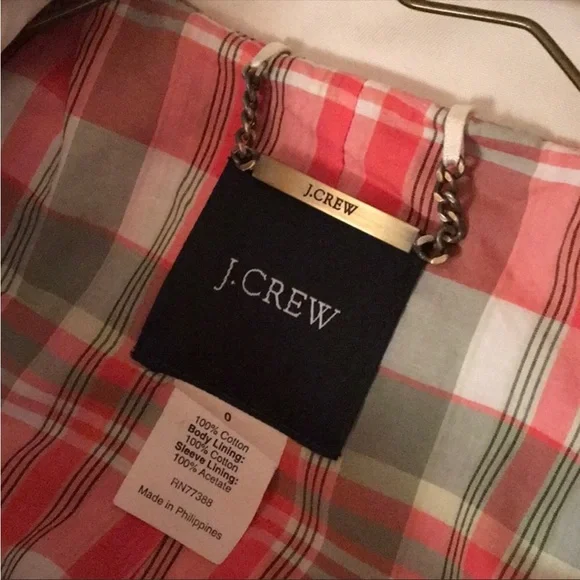 J.CREW
J.CREW
0
100% Cotton
Body Lining:
100% Cotton
Sleeve Lining:
100% Acetate
RN77388
Made in Philippines